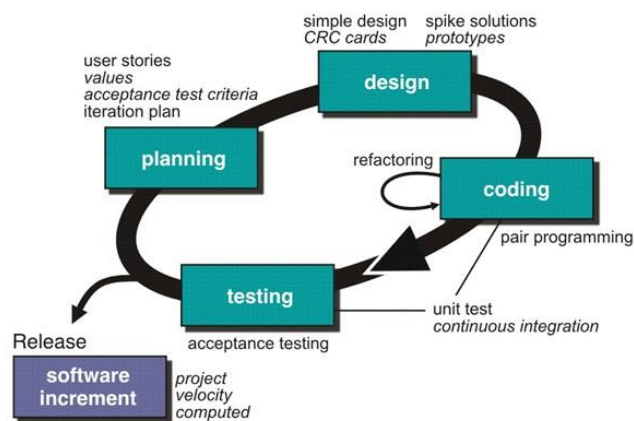 simple design
CRC cards
spike solutions
prototypes
user stories
values
acceptance test criteria
iteration plan
design
planning
refactoring
coding
pair programming
testing
unit test
continuous integration
acceptance testing
Release
software
increment
project
velocity
computed